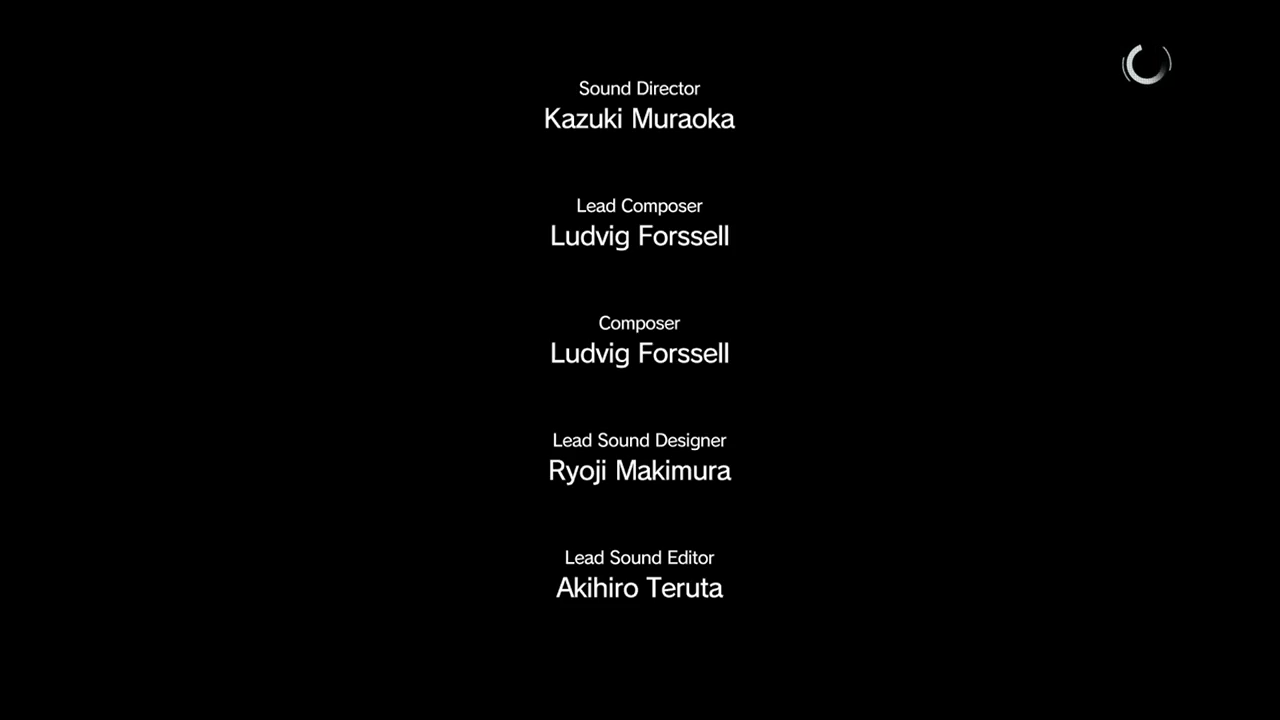 Sound Director
Kazuki Muraoka
Lead Composer
Ludvig Forssell
Composer
Ludvig Forssell
Lead Sound Designer
Ryoji Makimura
Lead Sound Editor
Akihiro Teruta